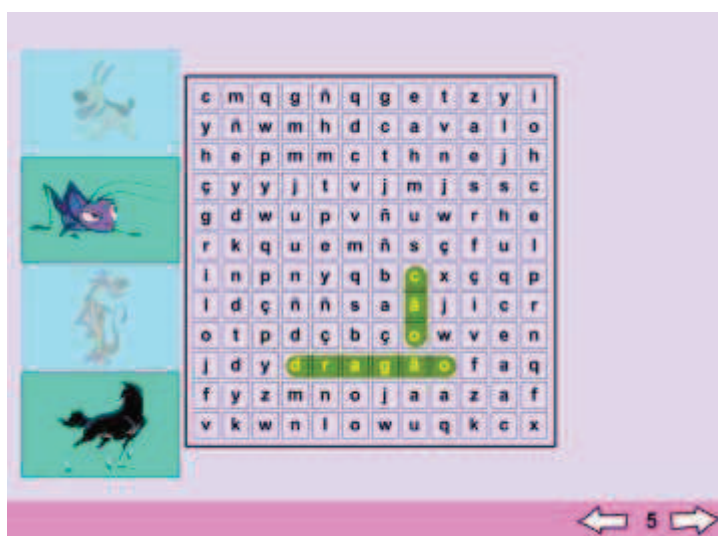 c m q g ñ q g e t z y i
y ñ w m h d c a v a l o
h e p m m c t h n e j h
ç y y j t v j m j s s c
g d w u p v ñ u w r h e
r k q u e m ñ s ç f u l
i n p n y q b c x ç q p
l d ç ñ ñ s a ã j i c r
o t p d ç b ç o w v e n
j d y d r a g ã o f a q
f y z m n o j a a z a f
v k w n l o w u q k c x
5